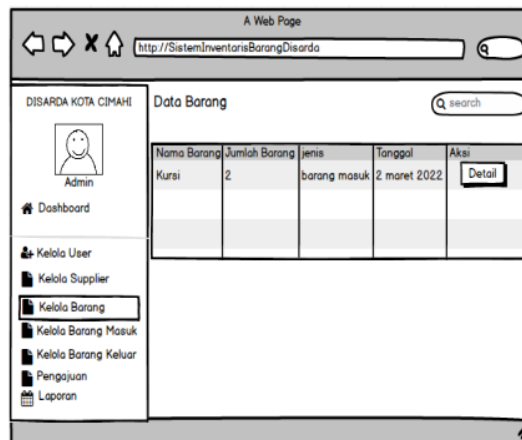 A Web Page
http://SistemInventarisBarangDisarda
DISARDA KOTA CIMAHI
Admin
Dashboard
Kelola User
Kelola Supplier
Kelola Barang
Kelola Barang Masuk
Kelola Barang Keluar
Pengajuan
Laporan
Data Barang
search
Nama Barang Jumlah Barang jenis Tanggal Aksi
Kursi 2 barang masuk 2 maret 2022 Detail